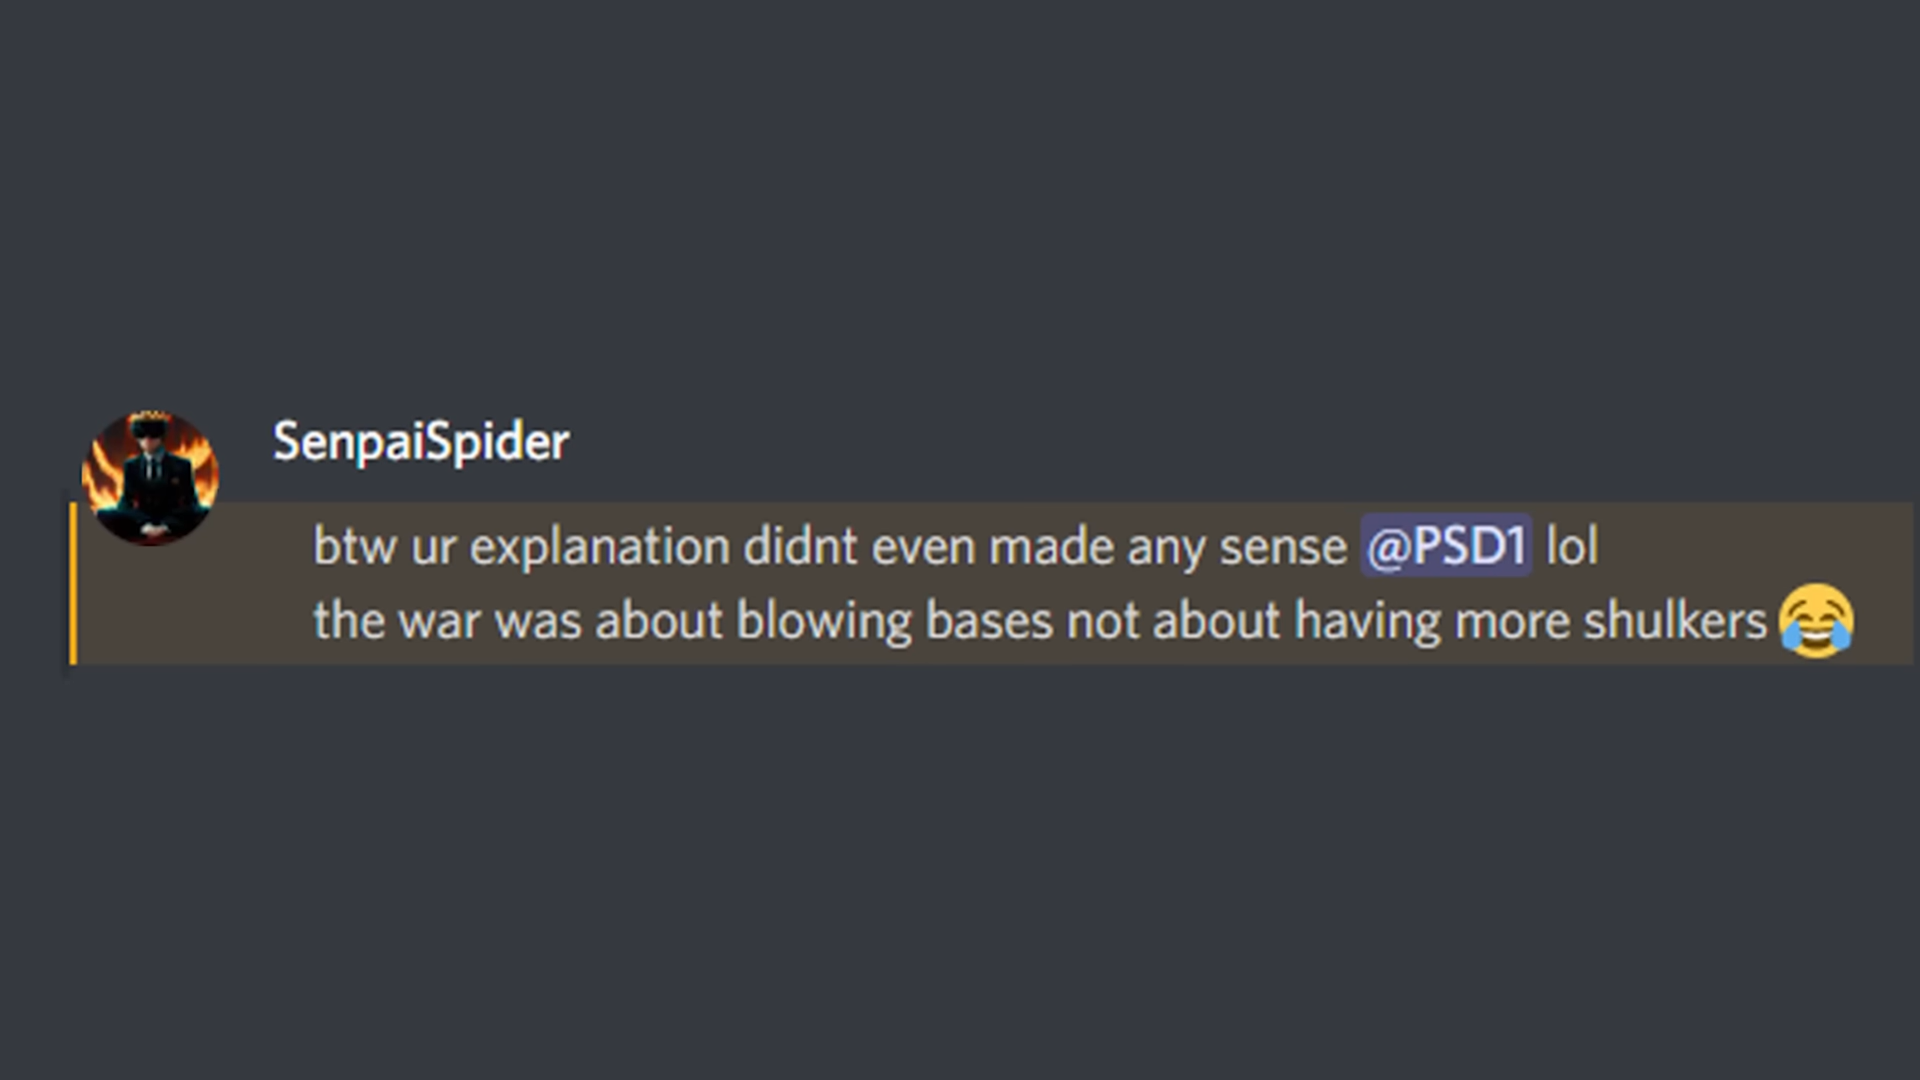 SenpaiSpider
btw ur explanation didnt even made any sense @PSD1 lol
the war was about blowing bases not about having more shulkers 😂